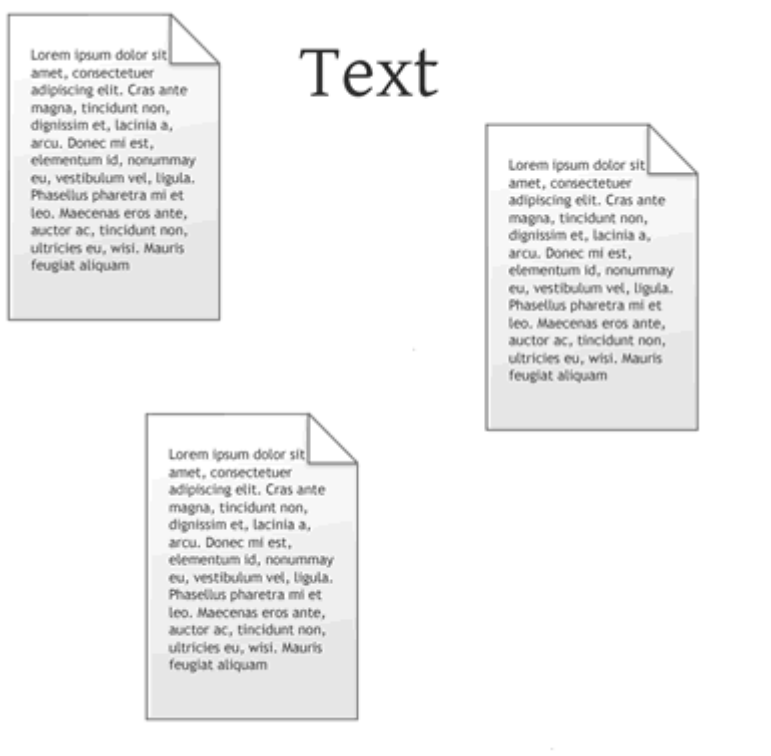 Text
Lorem ipsum dolor sit
amet, consectetuer
adipiscing elit. Cras ante
magna, tincidunt non,
dignissim et, lacinia a,
arcu. Donec mi est,
elementum id, nonummay
eu, vestibulum vel, ligula.
Phasellus pharetra mi et
leo. Maecenas eros ante,
auctor ac, tincidunt non,
ultricies eu, wisi. Mauris
feugiat aliquam
Lorem ipsum dolor sit
amet, consectetuer
adipiscing elit. Cras ante
magna, tincidunt non,
dignissim et, lacinia a,
arcu. Donec mi est,
elementum id, nonummay
eu, vestibulum vel, ligula.
Phasellus pharetra mi et
leo. Maecenas eros ante,
auctor ac, tincidunt non,
ultricies eu, wisi. Mauris
feugiat aliquam
Lorem ipsum dolor sit
amet, consectetuer
adipiscing elit. Cras ante
magna, tincidunt non,
dignissim et, lacinia a,
arcu. Donec mi est,
elementum id, nonummay
eu, vestibulum vel, ligula.
Phasellus pharetra mi et
leo. Maecenas eros ante,
auctor ac, tincidunt non,
ultricies eu, wisi. Mauris
feugiat aliquam